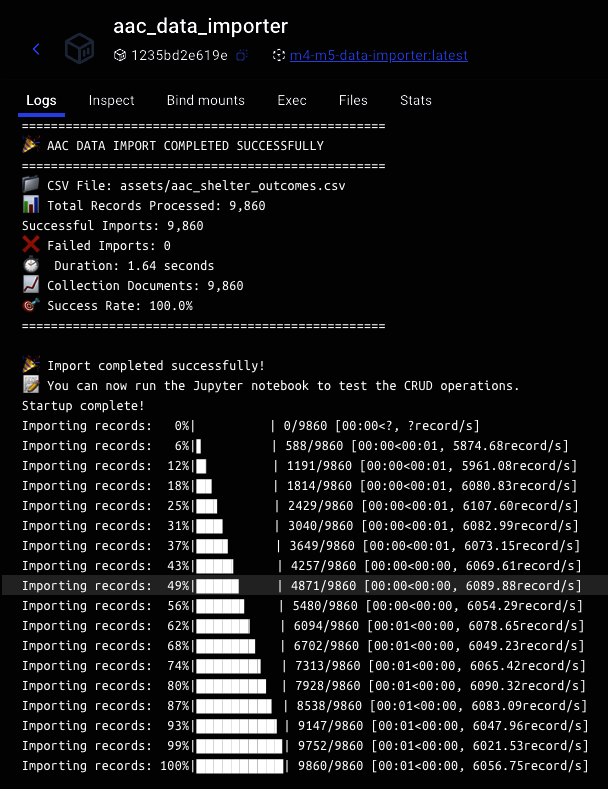 aac_data_importer
1235bd2e619e m4-m5-data-importer:latest
Logs Inspect Bind mounts Exec Files Stats
==================================================
🎉 AAC DATA IMPORT COMPLETED SUCCESSFULLY
==================================================
📁 CSV File: assets/aac_shelter_outcomes.csv
📊 Total Records Processed: 9,860
Successful Imports: 9,860
❌ Failed Imports: 0
⏱️ Duration: 1.64 seconds
📈 Collection Documents: 9,860
🎯 Success Rate: 100.0%
==================================================
🎉 Import completed successfully!
📝 You can now run the Jupyter notebook to test the CRUD operations.
Startup complete!
Importing records:   0%|          | 0/9860 [00:00<?, ?record/s]
Importing records:   6%|▌         | 588/9860 [00:00<00:01, 5874.68record/s]
Importing records:  12%|█▏        | 1191/9860 [00:00<00:01, 5961.08record/s]
Importing records:  18%|█▊        | 1814/9860 [00:00<00:01, 6080.83record/s]
Importing records:  25%|██▍       | 2429/9860 [00:00<00:01, 6107.60record/s]
Importing records:  31%|███       | 3040/9860 [00:00<00:01, 6082.99record/s]
Importing records:  37%|███▋      | 3649/9860 [00:00<00:01, 6073.15record/s]
Importing records:  43%|████▎     | 4257/9860 [00:00<00:00, 6069.61record/s]
Importing records:  49%|████▉     | 4871/9860 [00:00<00:00, 6089.88record/s]
Importing records:  56%|█████▌    | 5480/9860 [00:00<00:00, 6054.29record/s]
Importing records:  62%|██████▏   | 6094/9860 [00:01<00:00, 6078.65record/s]
Importing records:  68%|██████▊   | 6702/9860 [00:01<00:00, 6049.23record/s]
Importing records:  74%|███████▍  | 7313/9860 [00:01<00:00, 6065.42record/s]
Importing records:  80%|████████  | 7928/9860 [00:01<00:00, 6090.32record/s]
Importing records:  87%|████████▋ | 8538/9860 [00:01<00:00, 6083.09record/s]
Importing records:  93%|█████████▎| 9147/9860 [00:01<00:00, 6047.96record/s]
Importing records:  99%|█████████▉| 9752/9860 [00:01<00:00, 6021.53record/s]
Importing records: 100%|██████████| 9860/9860 [00:01<00:00, 6056.75record/s]